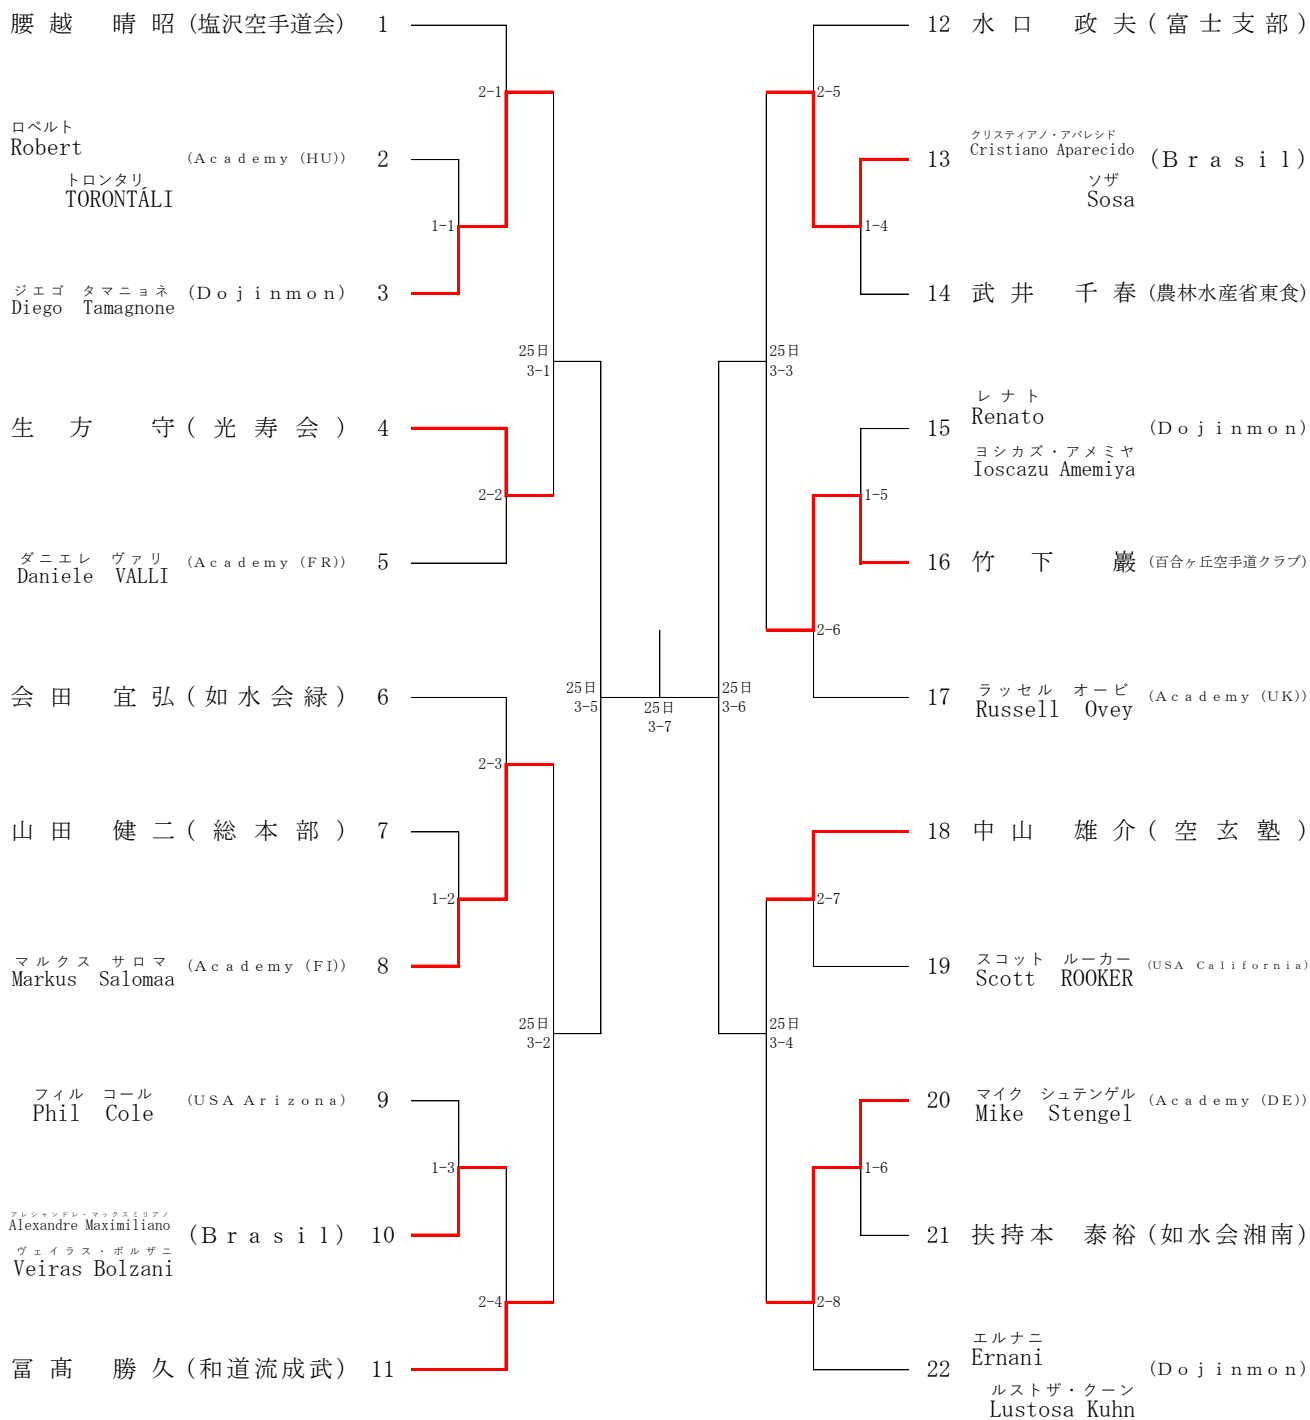 腰越 晴昭 (塩沢空手道会) 1
2-1
ロベルト
Robert
(Academy (HU)) 2
トロンタリ
TORONTÁLI
1-1
ジエゴ タマニョネ
Diego Tamagnone (Dojinmon) 3
25日
3-1
生方 守 (光寿会) 4
2-2
ダニエレ ヴァリ
Daniele VALLI (Academy (FR)) 5
会田 宜弘 (如水会緑) 6
25日
3-5
2-3
山田 健二 (総本部) 7
1-2
マルクス サロマ
Markus Salomaa (Academy (FI)) 8
25日
3-2
フィル コール
Phil Cole (USA Arizona) 9
1-3
アレシャンドレ・マックスミリアノ
Alexandre Maximiliano
(Brasil) 10
ヴェイラス・ボルザニ
Veiras Bolzani
2-4
冨髙 勝久 (和道流成武) 11
25日
3-7
12 水口 政夫 (富士支部)
2-5
クリスティアノ・アパレシド
Cristiano Aparecido
13 (Brasil)
ソザ
Sosa
1-4
14 武井 千春 (農林水産省東食)
25日
3-3
レナト
Renato
15 (Dojinmon)
ヨシカズ・アメミヤ
Ioscazu Amemiya
1-5
16 竹下 巖 (百合ヶ丘空手道クラブ)
2-6
ラッセル オービ
17 Russell Ovey (Academy (UK))
25日
3-6
18 中山 雄介 (空玄塾)
2-7
スコット ルーカー
19 Scott ROOKER (USA California)
25日
3-4
マイク シュテンゲル
20 Mike Stengel (Academy (DE))
1-6
21 扶持本 泰裕 (如水会湘南)
2-8
エルナニ
Ernani
22 (Dojinmon)
ルストザ・クーン
Lustosa Kuhn